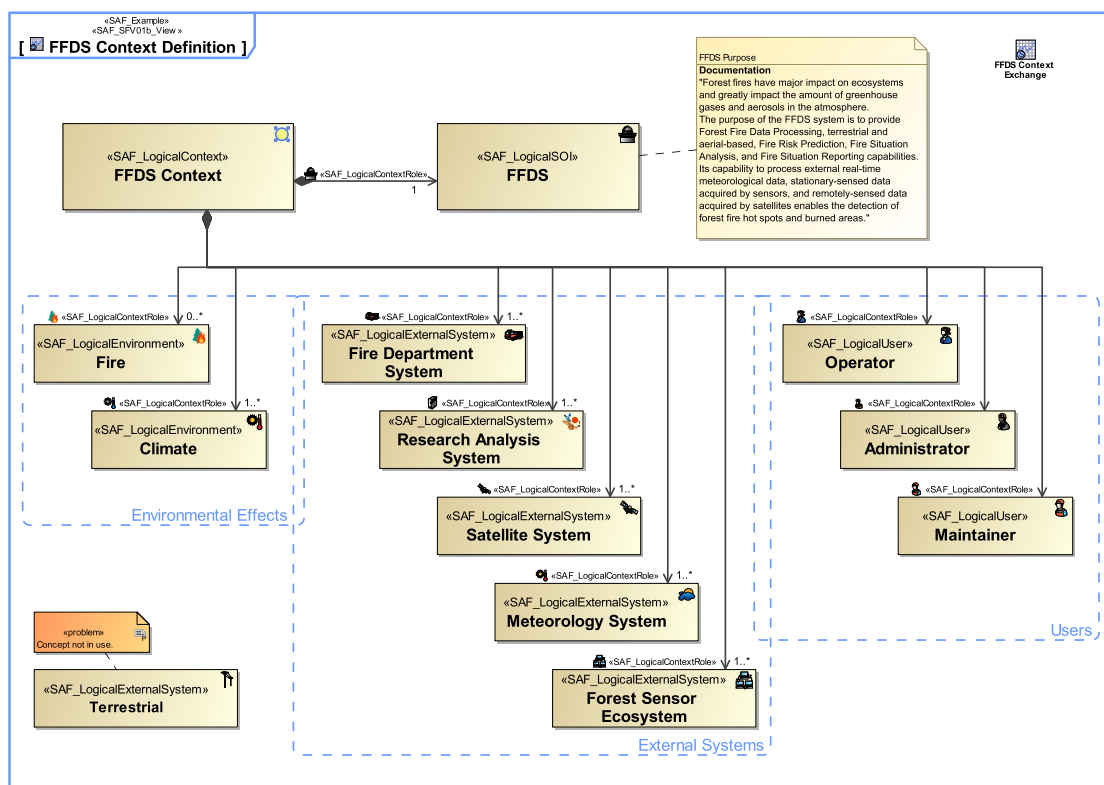 «SAF_Example»
«SAF_SFV01b_View »
[ FFDS Context Definition ]
FFDS Context
Exchange
FFDS Purpose
Documentation
"Forest fires have major impact on ecosystems
and greatly impact the amount of greenhouse
gases and aerosols in the atmosphere.
The purpose of the FFDS system is to provide
Forest Fire Data Processing, terrestrial and
aerial-based, Fire Risk Prediction, Fire Situation
Analysis, and Fire Situation Reporting capabilities.
Its capability to process external real-time
meteorological data, stationary-sensed data
acquired by sensors, and remotely-sensed data
acquired by satellites enables the detection of
forest fire hot spots and burned areas."
«SAF_LogicalContext»
FFDS Context
«SAF_LogicalContextRole»
1
«SAF_LogicalSOI»
FFDS
«SAF_LogicalContextRole» 0..*
«SAF_LogicalEnvironment»
Fire
«SAF_LogicalContextRole» 1..*
«SAF_LogicalEnvironment»
Climate
Environmental Effects
«SAF_LogicalContextRole» 1..*
«SAF_LogicalExternalSystem»
Fire Department
System
«SAF_LogicalContextRole» 1..*
«SAF_LogicalExternalSystem»
Research Analysis
System
«SAF_LogicalContextRole» 1..*
«SAF_LogicalExternalSystem»
Satellite System
«SAF_LogicalContextRole» 1..*
«SAF_LogicalExternalSystem»
Meteorology System
«SAF_LogicalContextRole» 1..*
«SAF_LogicalExternalSystem»
Forest Sensor
Ecosystem
External Systems
«SAF_LogicalContextRole»
«SAF_LogicalUser»
Operator
«SAF_LogicalContextRole»
«SAF_LogicalUser»
Administrator
«SAF_LogicalContextRole»
«SAF_LogicalUser»
Maintainer
Users
«problem»
Concept not in use.
«SAF_LogicalExternalSystem»
Terrestrial